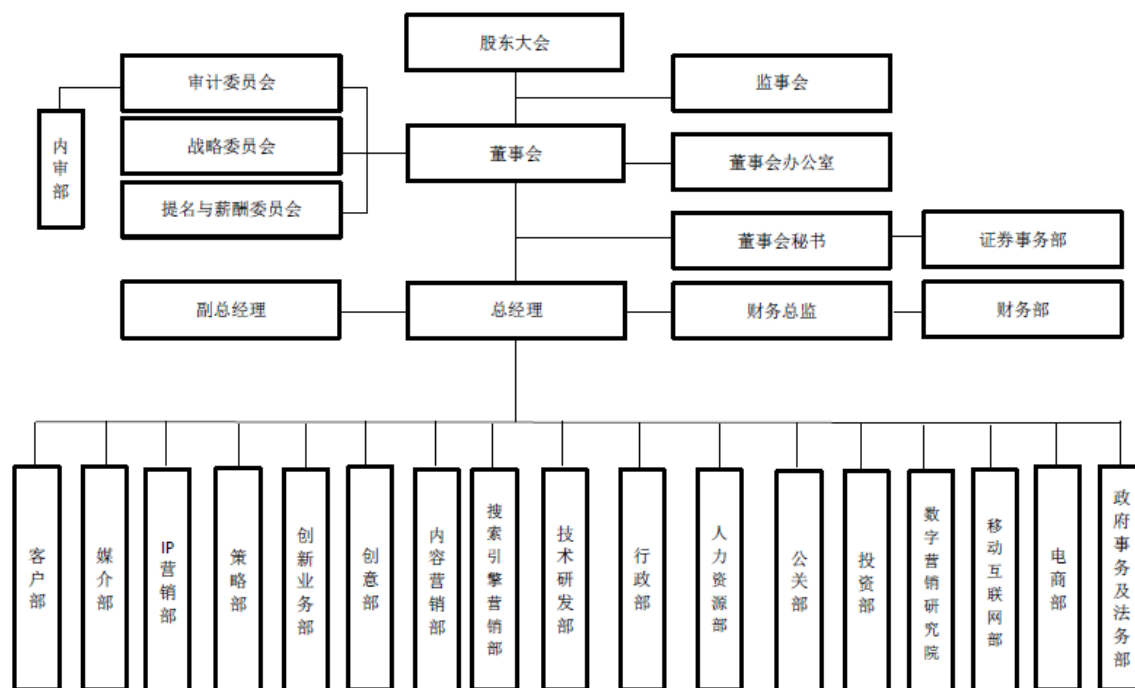 股东大会
审计委员会
监事会
内审部
战略委员会
董事会
董事会办公室
提名与薪酬委员会
董事会秘书
证券事务部
副总经理
总经理
财务总监
财务部
客户部
媒介部
IP营销部
策略部
创新业务部
创意部
内容营销部
搜索引擎营销部
技术研发部
行政部
人力资源部
公关部
投资部
数字营销研究院
移动互联网部
电商部
政府事务及法务部